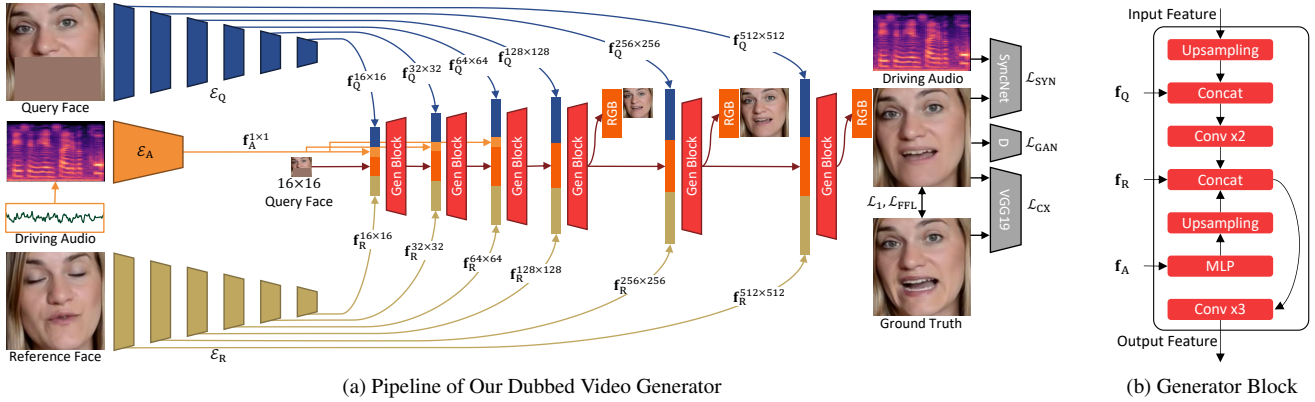 Query Face
Driving Audio
Reference Face
ℰ_Q
ℰ_A
ℰ_R
f_A^{1×1}
16×16
Query Face
f_Q^{16×16}
f_Q^{32×32}
f_Q^{64×64}
f_Q^{128×128}
f_Q^{256×256}
f_Q^{512×512}
Gen Block
Gen Block
Gen Block
Gen Block
Gen Block
Gen Block
RGB
RGB
RGB
f_R^{16×16}
f_R^{32×32}
f_R^{64×64}
f_R^{128×128}
f_R^{256×256}
f_R^{512×512}
Driving Audio
SyncNet
ℒ_SYN
D
ℒ_GAN
VGG19
ℒ_CX
ℒ_1, ℒ_FFL
Ground Truth
(a) Pipeline of Our Dubbed Video Generator
Input Feature
Upsampling
f_Q
Concat
Conv x2
f_R
Concat
Upsampling
f_A
MLP
Conv x3
Output Feature
(b) Generator Block